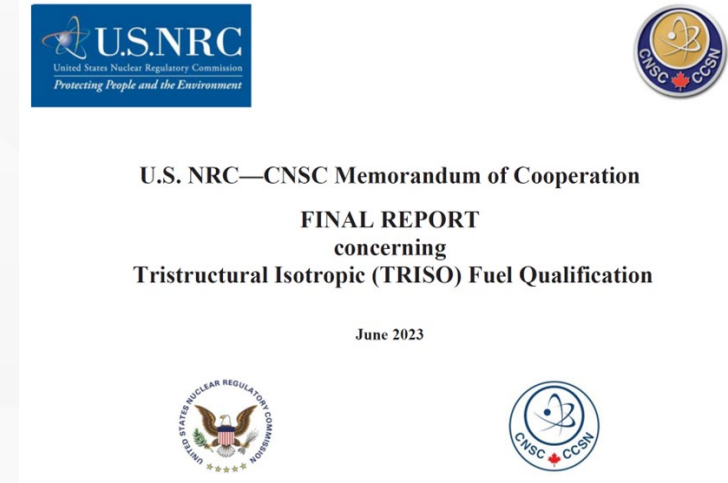 U.S.NRC
United States Nuclear Regulatory Commission
Protecting People and the Environment
CNSC CCSN
U.S. NRC—CNSC Memorandum of Cooperation
FINAL REPORT
concerning
Tristructural Isotropic (TRISO) Fuel Qualification
June 2023
UNITED STATES NUCLEAR REGULATORY COMMISSION
CNSC CCSN